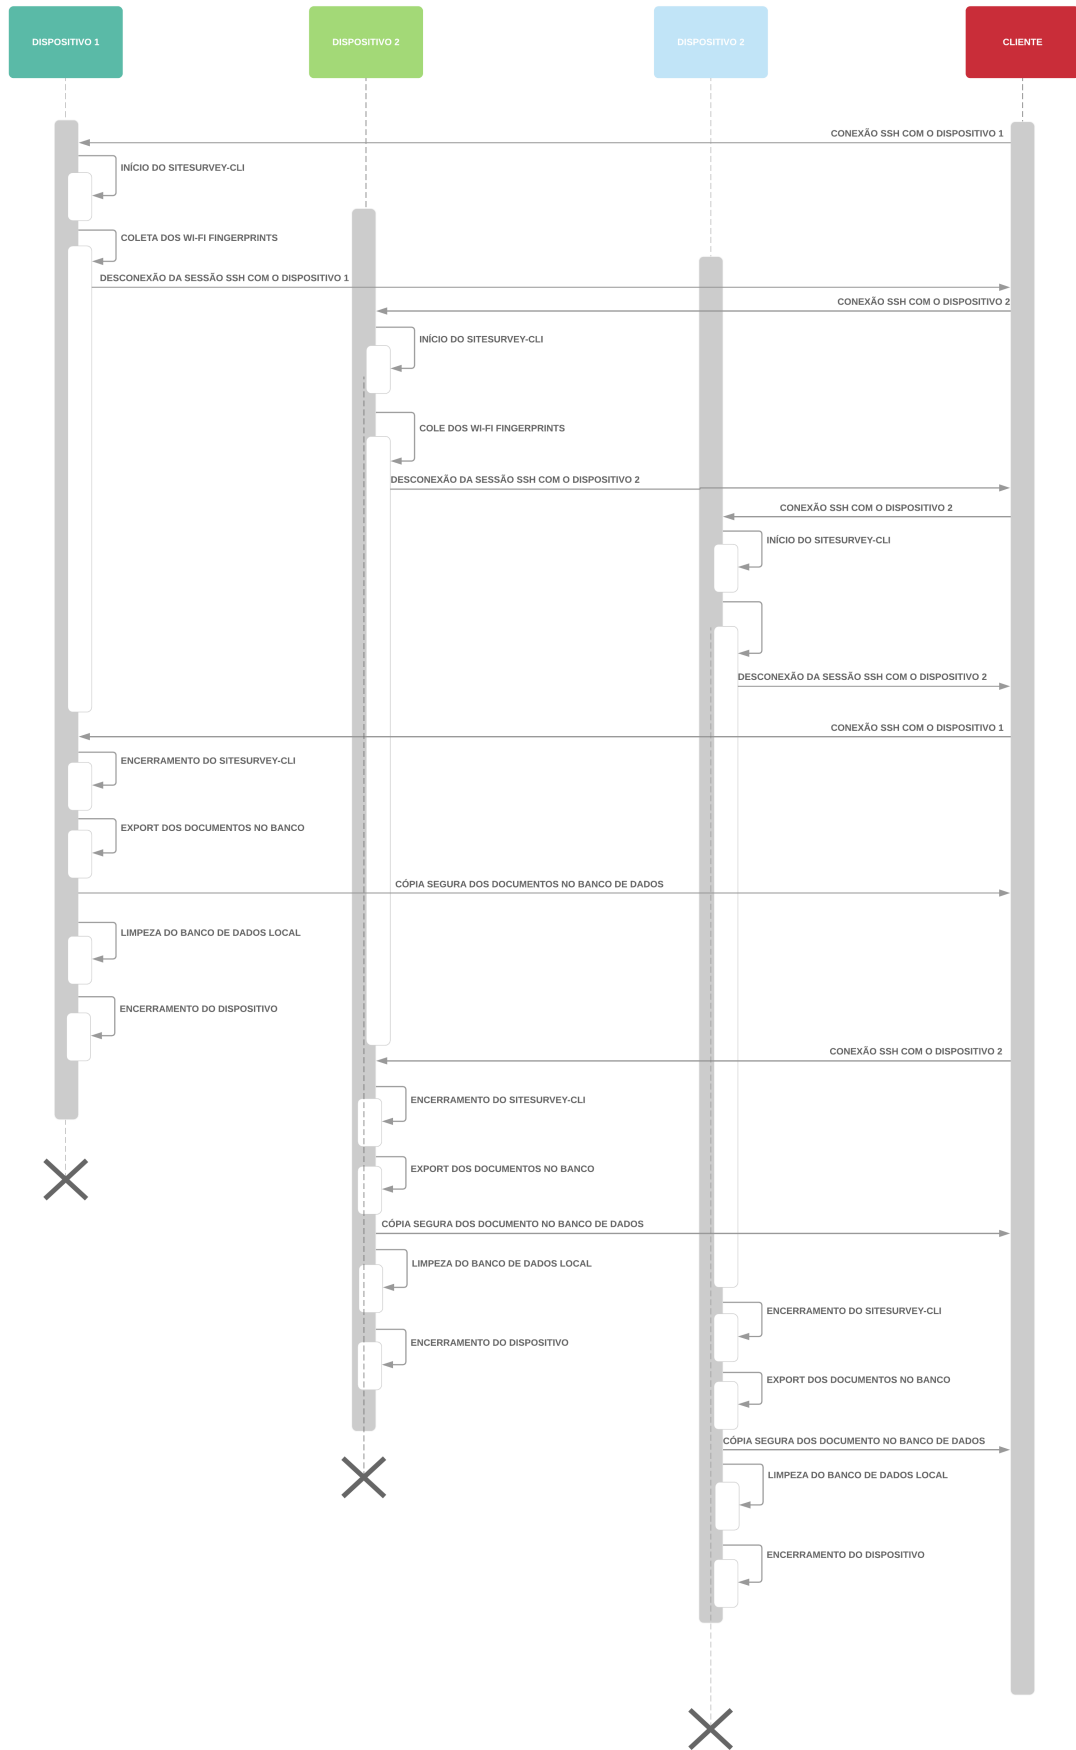 DISPOSITIVO 1
DISPOSITIVO 2
DISPOSITIVO 2
CLIENTE
CONEXÃO SSH COM O DISPOSITIVO 1
INÍCIO DO SITESURVEY-CLI
COLETA DOS WI-FI FINGERPRINTS
DESCONEXÃO DA SESSÃO SSH COM O DISPOSITIVO 1
CONEXÃO SSH COM O DISPOSITIVO 2
INÍCIO DO SITESURVEY-CLI
COLE DOS WI-FI FINGERPRINTS
DESCONEXÃO DA SESSÃO SSH COM O DISPOSITIVO 2
CONEXÃO SSH COM O DISPOSITIVO 2
INÍCIO DO SITESURVEY-CLI
DESCONEXÃO DA SESSÃO SSH COM O DISPOSITIVO 2
CONEXÃO SSH COM O DISPOSITIVO 1
ENCERRAMENTO DO SITESURVEY-CLI
EXPORT DOS DOCUMENTOS NO BANCO
CÓPIA SEGURA DOS DOCUMENTOS NO BANCO DE DADOS
LIMPEZA DO BANCO DE DADOS LOCAL
ENCERRAMENTO DO DISPOSITIVO
CONEXÃO SSH COM O DISPOSITIVO 2
ENCERRAMENTO DO SITESURVEY-CLI
EXPORT DOS DOCUMENTOS NO BANCO
CÓPIA SEGURA DOS DOCUMENTO NO BANCO DE DADOS
LIMPEZA DO BANCO DE DADOS LOCAL
ENCERRAMENTO DO SITESURVEY-CLI
ENCERRAMENTO DO DISPOSITIVO
EXPORT DOS DOCUMENTOS NO BANCO
CÓPIA SEGURA DOS DOCUMENTO NO BANCO DE DADOS
LIMPEZA DO BANCO DE DADOS LOCAL
ENCERRAMENTO DO DISPOSITIVO